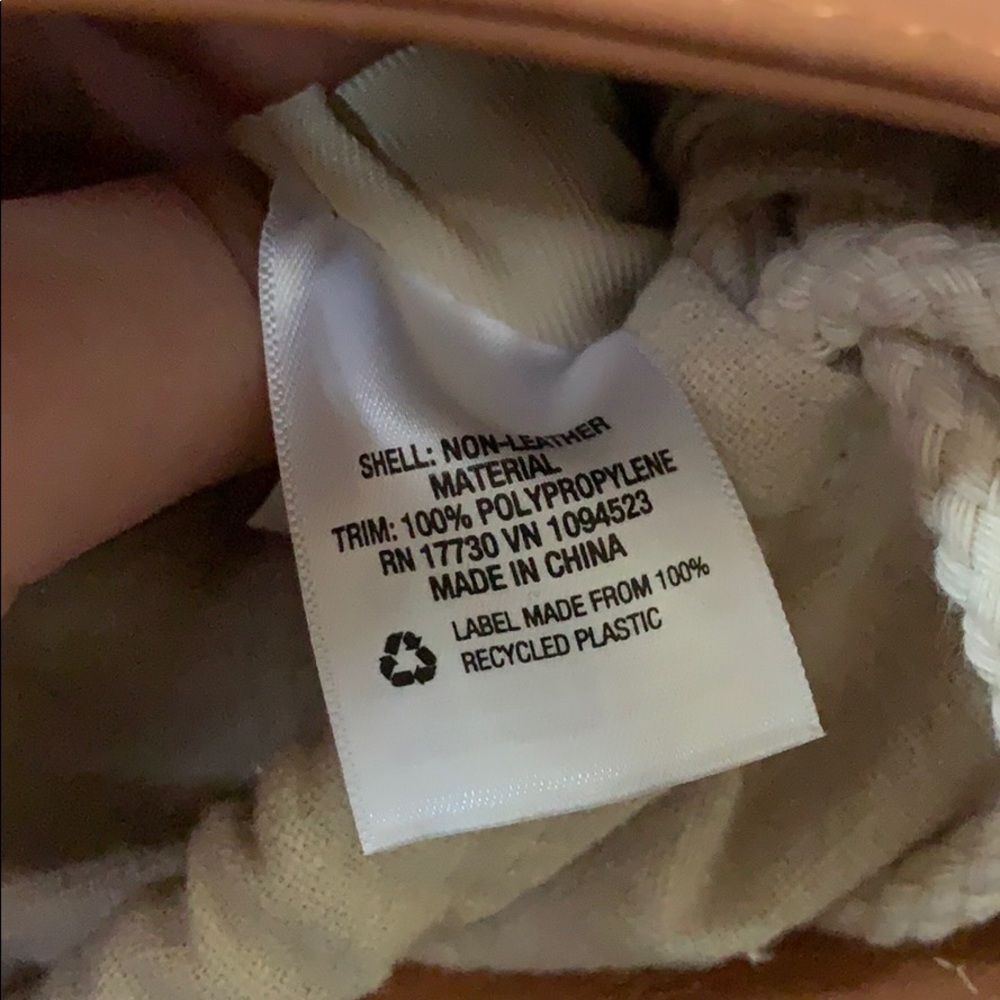 SHELL: NON-LEATHER
MATERIAL
TRIM: 100% POLYPROPYLENE
RN 17730 VN 1094523
MADE IN CHINA
LABEL MADE FROM 100%
RECYCLED PLASTIC